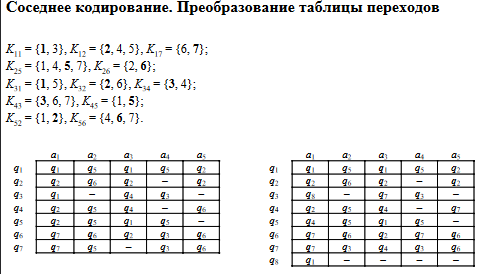 Соседнее кодирование. Преобразование таблицы переходов
K₁₁ = {1, 3}, K₁₂ = {2, 4, 5}, K₁₇ = {6, 7};
K₂₅ = {1, 4, 5, 7}, K₂₆ = {2, 6};
K₃₁ = {1, 5}, K₃₂ = {2, 6}, K₃₄ = {3, 4};
K₄₃ = {3, 6, 7}, K₄₅ = {1, 5};
K₅₂ = {1, 2}, K₅₆ = {4, 6, 7}.
a₁ a₂ a₃ a₄ a₅
q₁ q₁ q₅ q₁ q₅ q₂
q₂ q₂ q₆ q₂ – q₂
q₃ q₁ – q₄ q₃ –
q₄ q₂ q₅ q₄ – q₆
q₅ q₂ q₅ q₁ q₅ –
q₆ q₇ q₆ q₂ q₃ q₆
q₇ q₇ q₅ – q₃ q₆
a₁ a₂ a₃ a₄ a₅
q₁ q₁ q₅ q₁ q₅ q₂
q₂ q₂ q₆ q₂ – q₂
q₃ q₈ – q₇ q₃ –
q₄ q₂ q₅ q₄ – q₇
q₅ q₄ q₅ q₁ q₅ –
q₆ q₇ q₆ q₂ q₇ q₆
q₇ q₇ q₆ q₄ q₃ q₆
q₈ q₁ – – – –